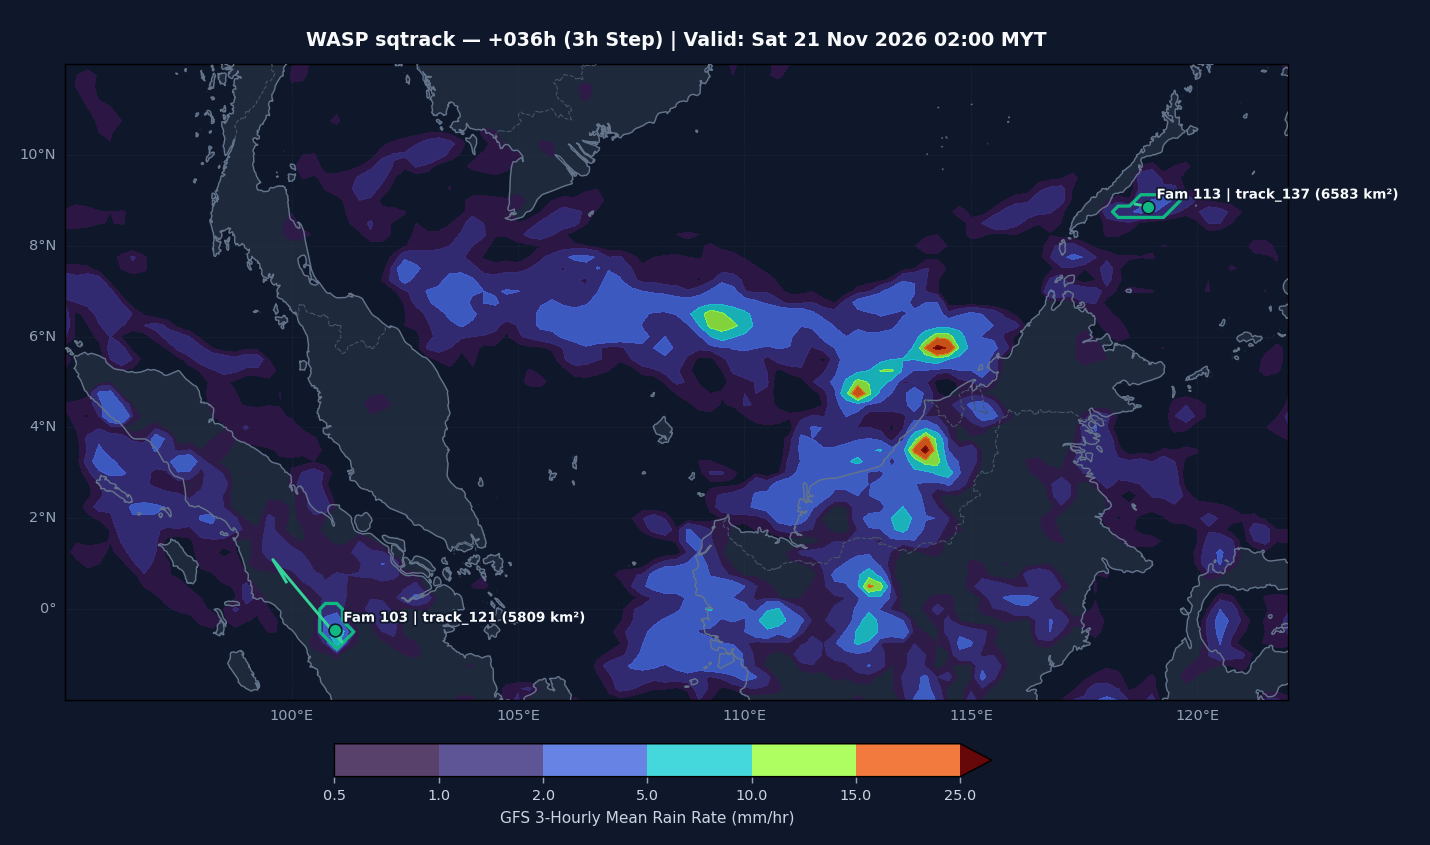 WASP sqtrack — +036h (3h Step) | Valid: Sat 21 Nov 2026 02:00 MYT
10°N
8°N
6°N
4°N
2°N
0°
Fam 113 | track_137 (6583 km²)
Fam 103 | track_121 (5809 km²)
100°E 105°E 110°E 115°E 120°E
0.5 1.0 2.0 5.0 10.0 15.0 25.0
GFS 3-Hourly Mean Rain Rate (mm/hr)